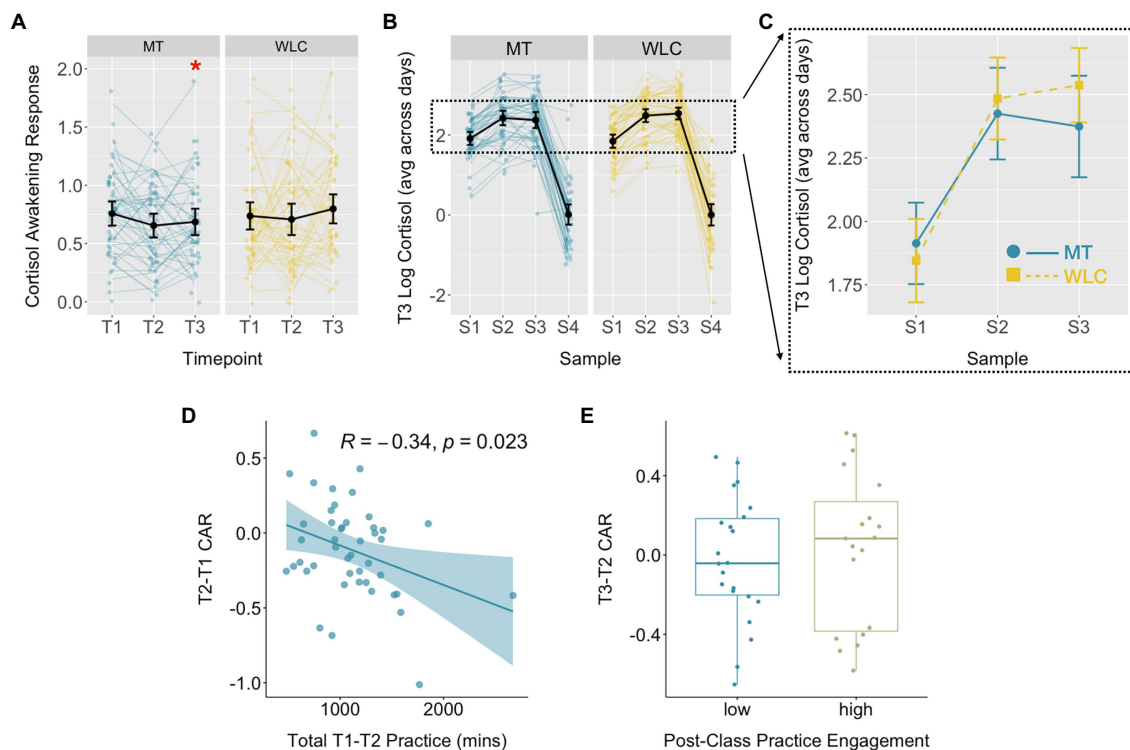 A
MT
WLC
*
Cortisol Awakening Response
2.0
1.5
1.0
0.5
0.0
T1 T2 T3 T1 T2 T3
Timepoint
B
MT
WLC
T3 Log Cortisol (avg across days)
2
0
-2
S1 S2 S3 S4 S1 S2 S3 S4
Sample
C
T3 Log Cortisol (avg across days)
2.50
2.25
2.00
1.75
MT
WLC
S1 S2 S3
Sample
D
R = −0.34, p = 0.023
T2-T1 CAR
0.5
0.0
-0.5
-1.0
1000 2000
Total T1-T2 Practice (mins)
E
T3-T2 CAR
0.4
0.0
-0.4
low high
Post-Class Practice Engagement